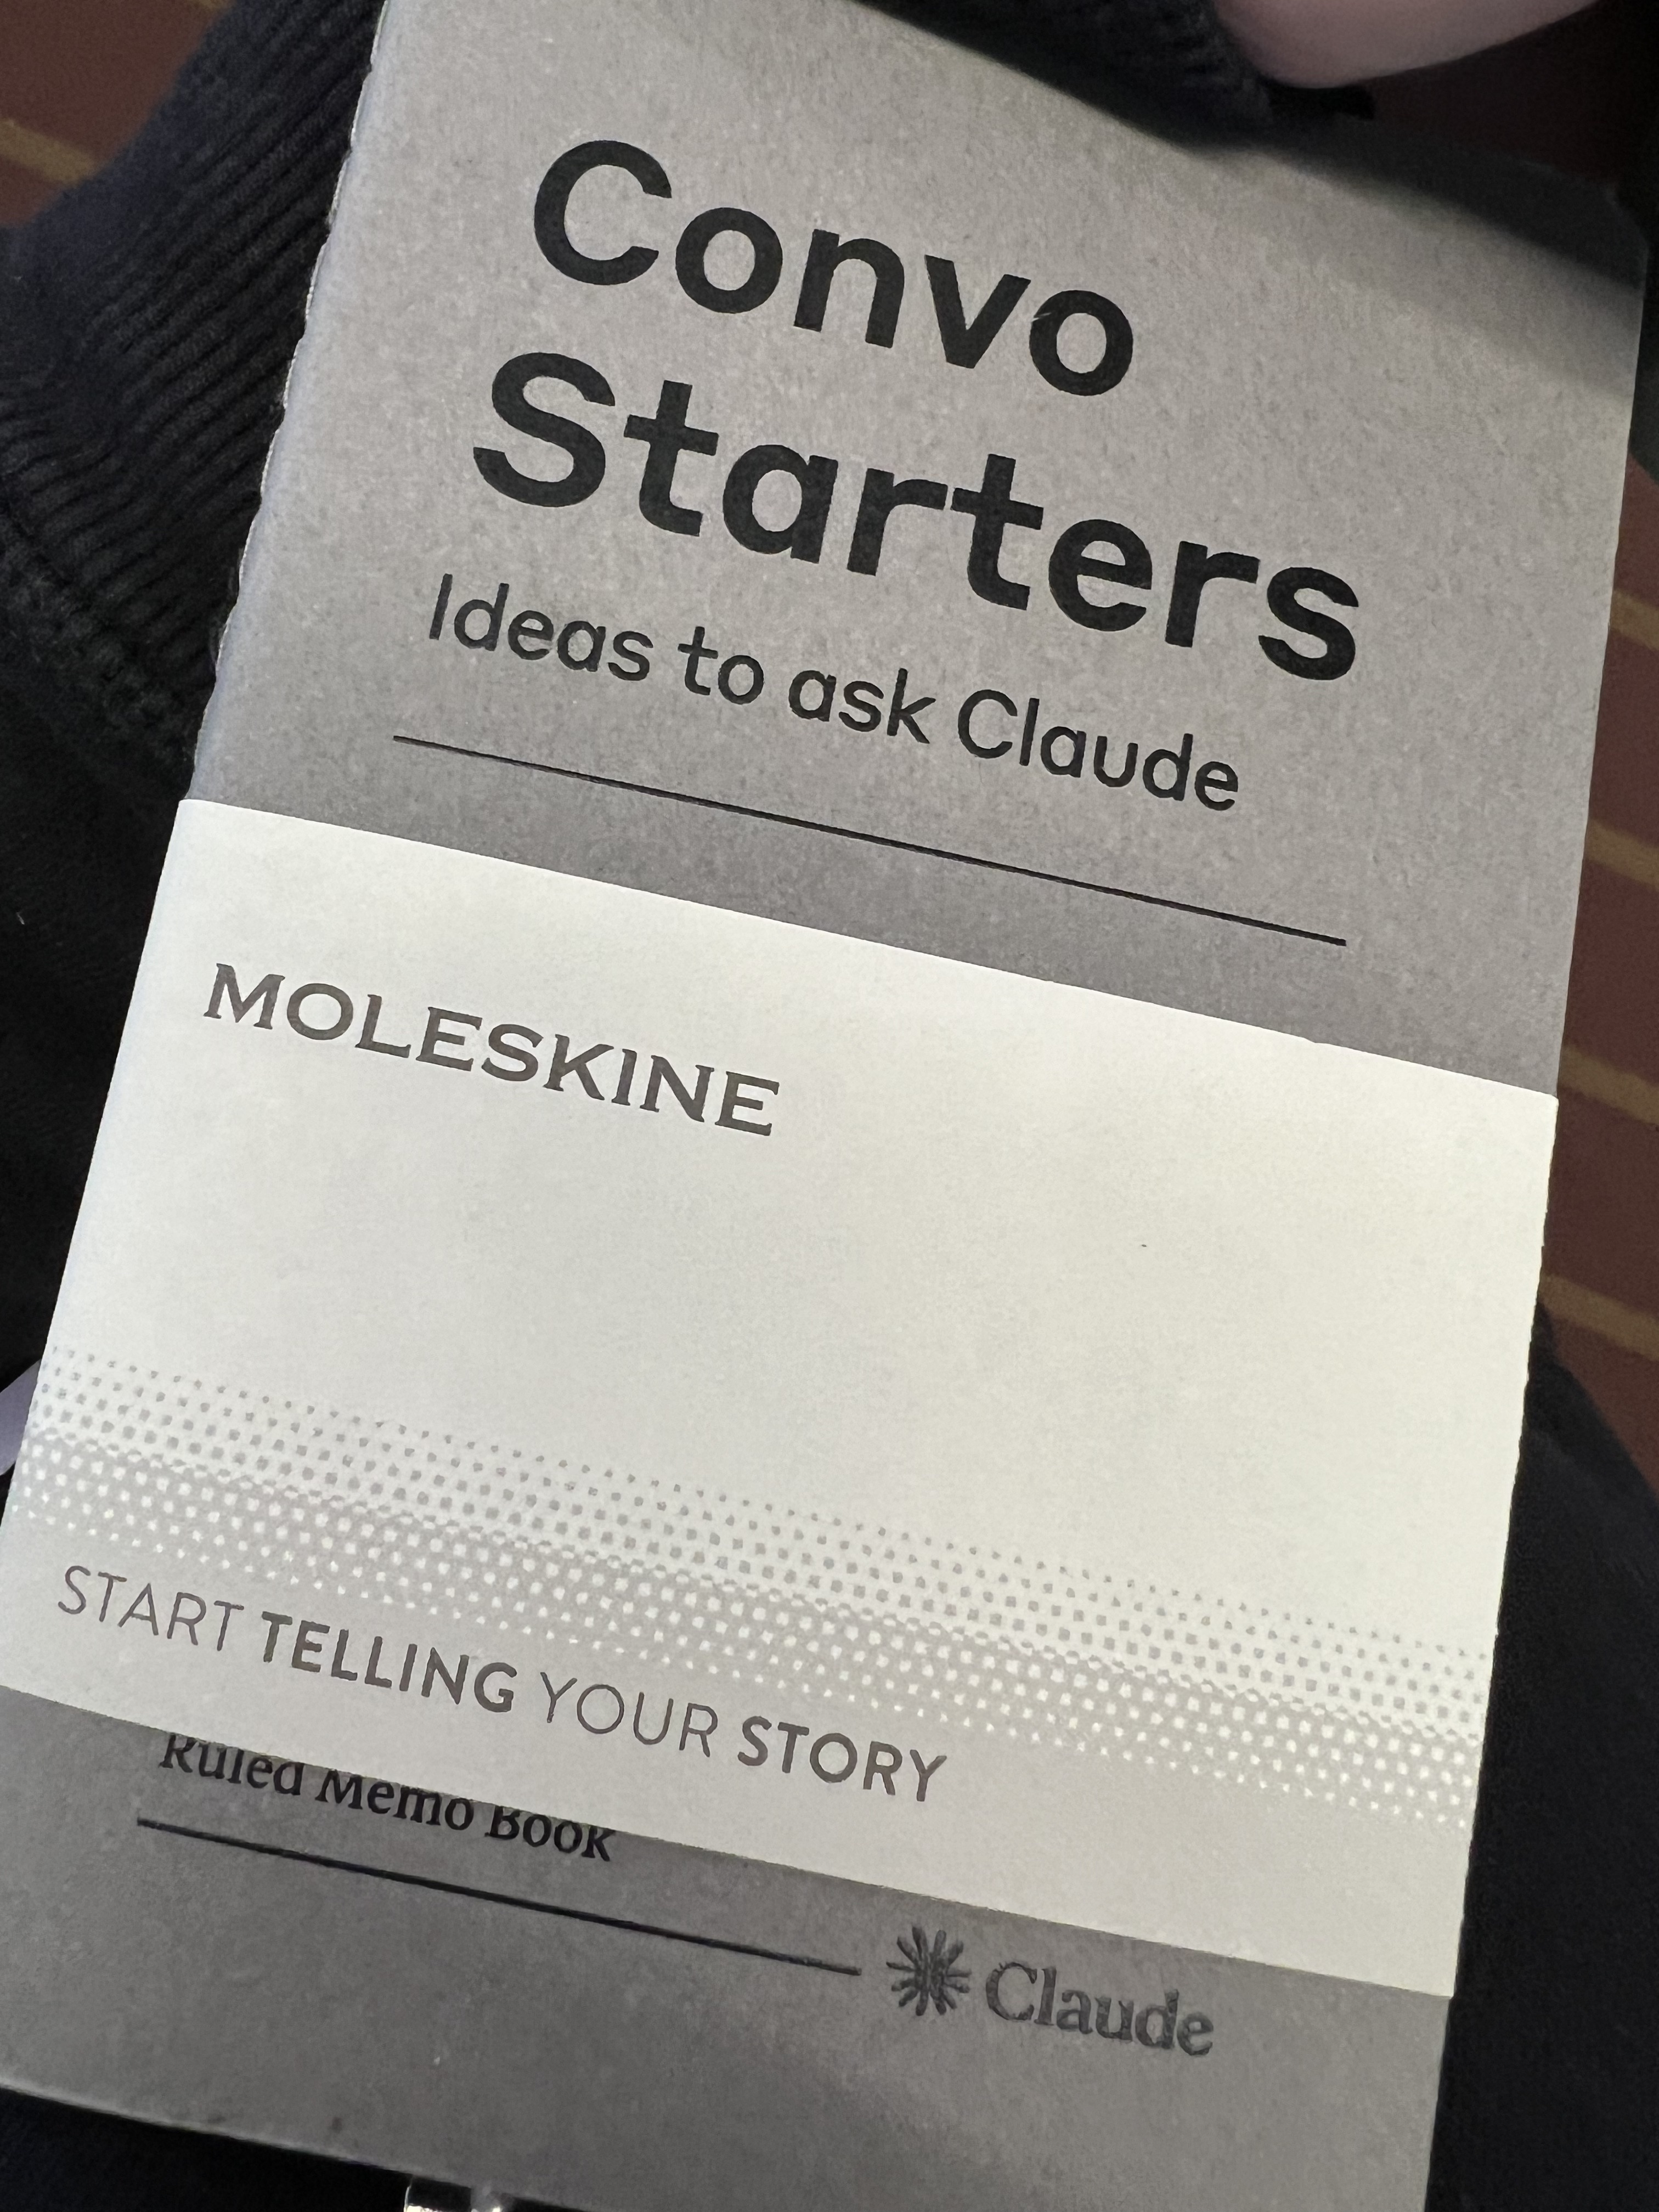 Convo
Starters
Ideas to ask Claude
MOLESKINE
START TELLING YOUR STORY
Ruled Memo Book
Claude